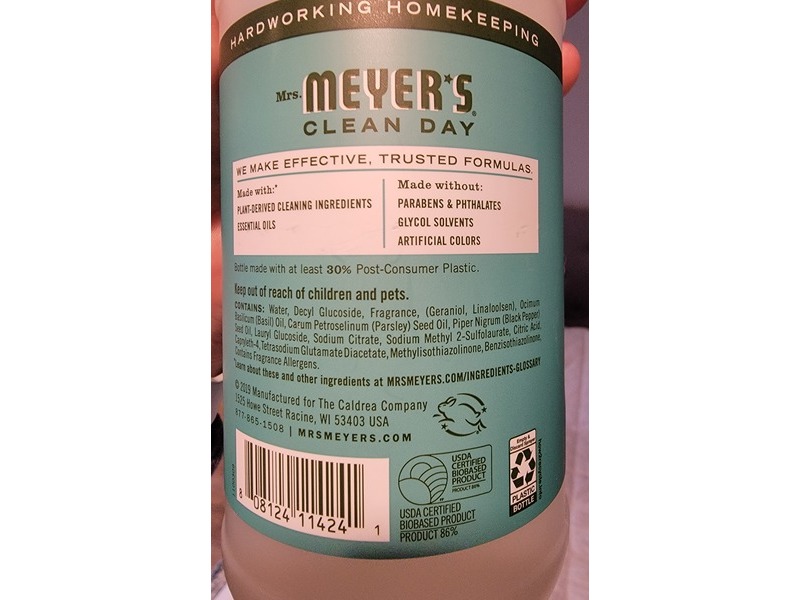 HARDWORKING HOMEKEEPING
Mrs. MEYER'S®
CLEAN DAY
WE MAKE EFFECTIVE, TRUSTED FORMULAS.
Made with:*
PLANT-DERIVED CLEANING INGREDIENTS
ESSENTIAL OILS
Made without:
PARABENS & PHTHALATES
GLYCOL SOLVENTS
ARTIFICIAL COLORS
Bottle made with at least 30% Post-Consumer Plastic.
Keep out of reach of children and pets.
CONTAINS: Water, Decyl Glucoside, Fragrance, (Geraniol, Linaloolsen), Ocimum
Basilicum (Basil) Oil, Carum Petroselinum (Parsley) Seed Oil, Piper Nigrum (Black Pepper)
Seed Oil, Lauryl Glucoside, Sodium Citrate, Sodium Methyl 2-Sulfolaurate, Citric Acid,
Capryleth-4, Tetrasodium Glutamate Diacetate, Methylisothiazolinone, Benzisothiazolinone.
Contains Fragrance Allergens.
*Learn about these and other ingredients at MRSMEYERS.COM/INGREDIENTS-GLOSSARY
© 2019 Manufactured for The Caldrea Company
1525 Howe Street Racine, WI 53403 USA
877-865-1508 | MRSMEYERS.COM
8 08124 11424 1
USDA
CERTIFIED
BIOBASED
PRODUCT
PRODUCT 86%
USDA CERTIFIED
BIOBASED PRODUCT
PRODUCT 86%
Empty &
PLASTIC
BOTTLE